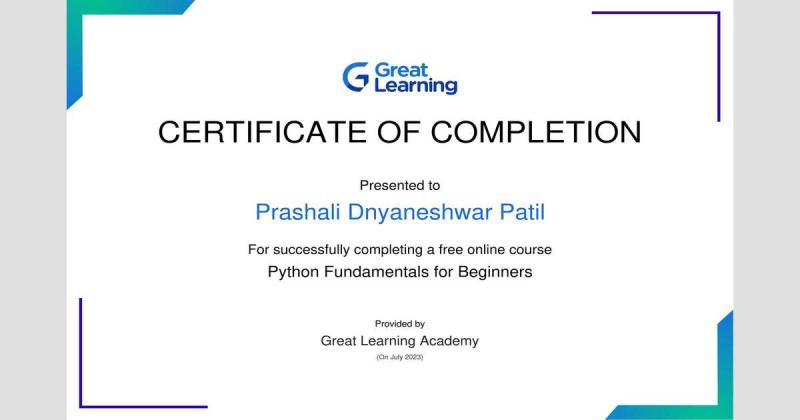 Great
Learning
CERTIFICATE OF COMPLETION
Presented to
Prashali Dnyaneshwar Patil
For successfully completing a free online course
Python Fundamentals for Beginners
Provided by
Great Learning Academy
(On July 2023)